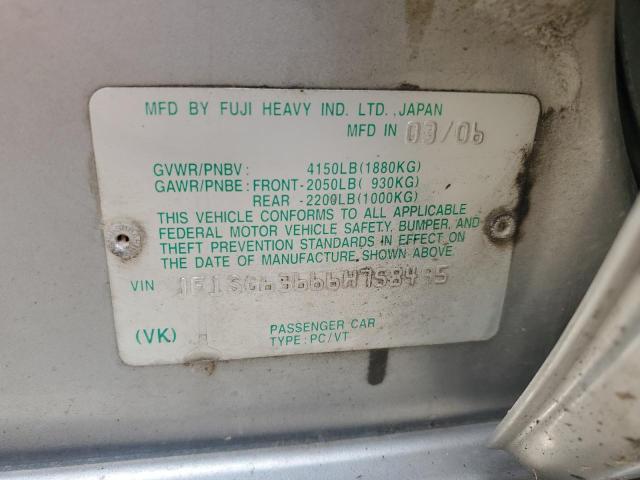 MFD BY FUJI HEAVY IND. LTD.,JAPAN
MFD IN 03/06
GVWR/PNBV: 4150LB(1880KG)
GAWR/PNBE:FRONT-2050LB( 930KG)
REAR -2200LB(1000KG)
THIS VEHICLE CONFORMS TO ALL APPLICABLE
FEDERAL MOTOR VEHICLE SAFETY, BUMPER, AND
THEFT PREVENTION STANDARDS IN EFFECT ON
THE DATE OF MANUFACTURE SHOWN ABOVE
VIN
(VK)
PASSENGER CAR
TYPE:PC/VT